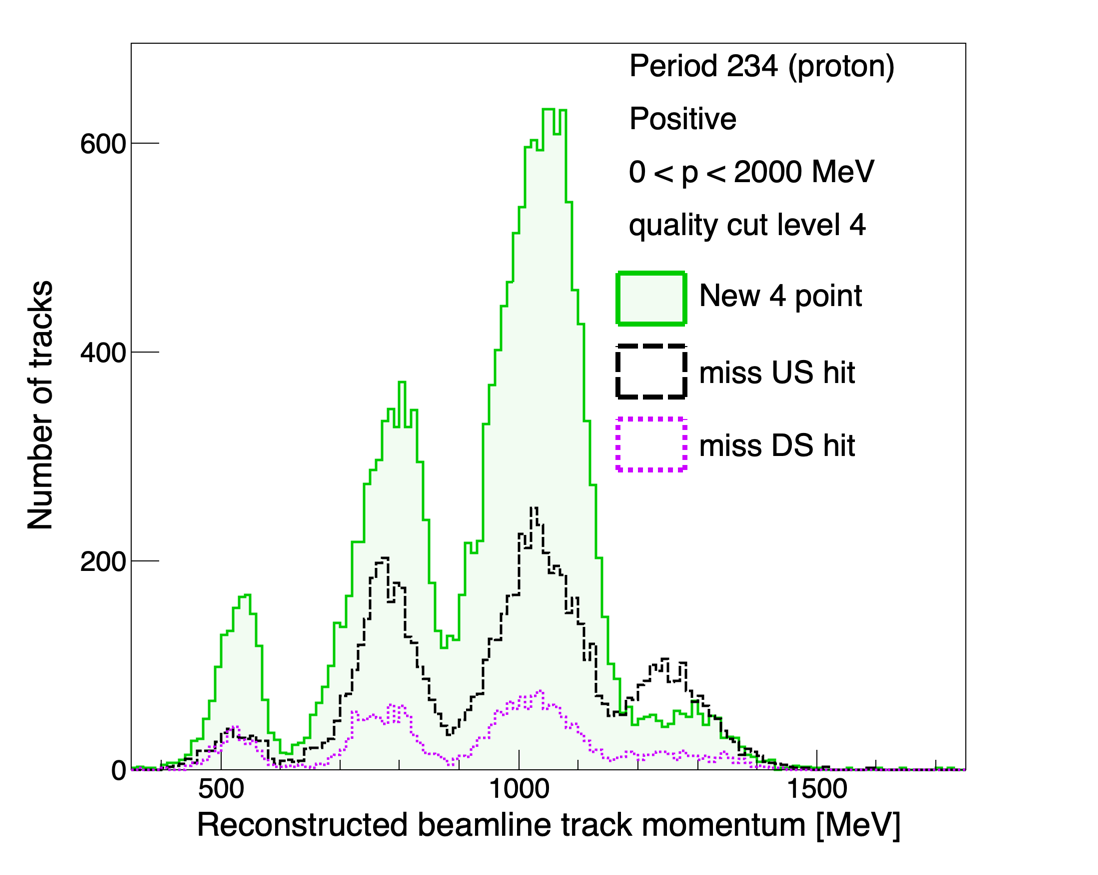 Period 234 (proton)
Positive
0 < p < 2000 MeV
quality cut level 4
New 4 point
miss US hit
miss DS hit
Number of tracks
600
400
200
0
500
1000
1500
Reconstructed beamline track momentum [MeV]